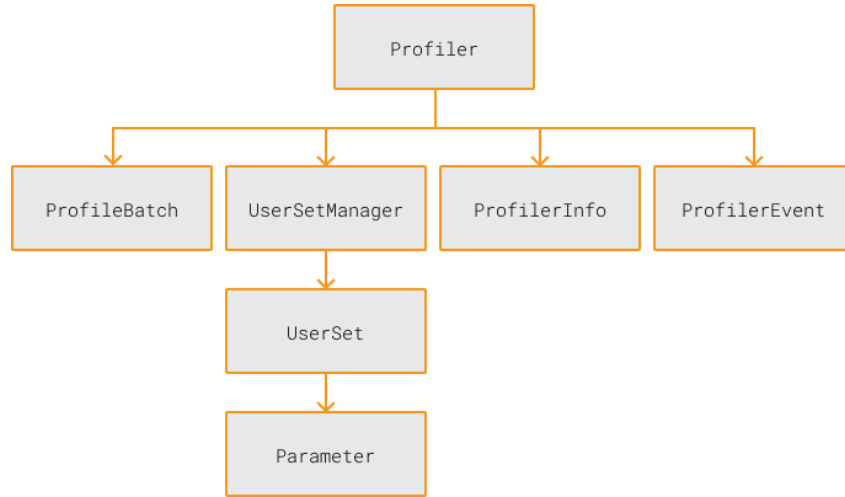 Profiler
ProfileBatch
UserSetManager
ProfilerInfo
ProfilerEvent
UserSet
Parameter